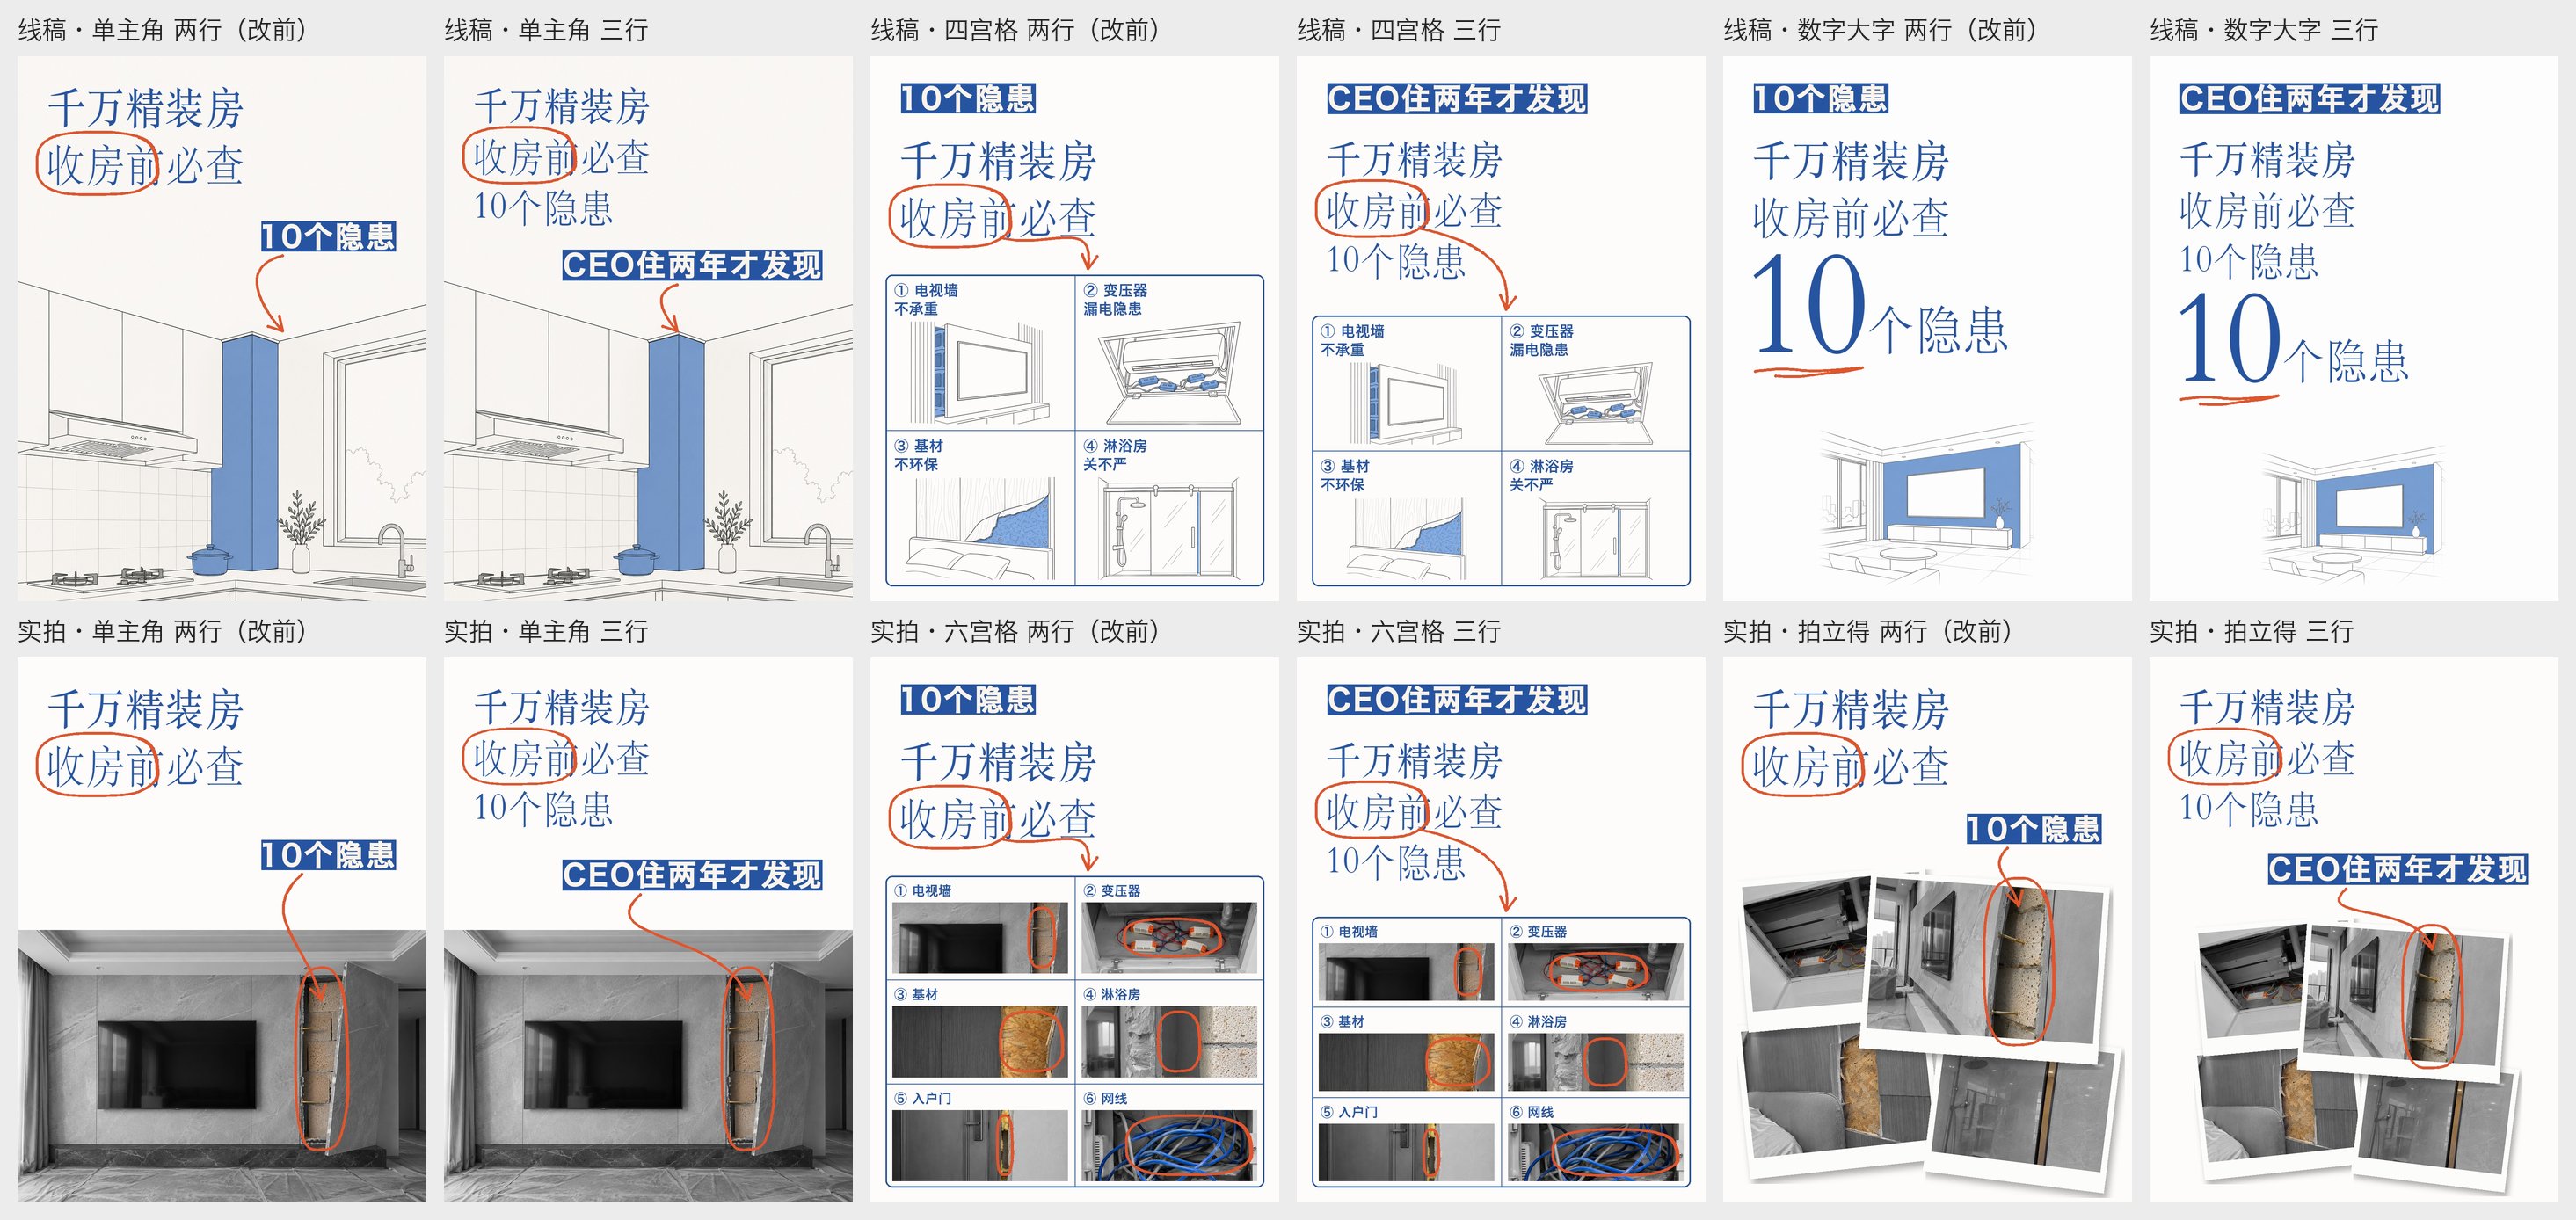 线稿·单主角 两行（改前）
千万精装房
收房前必查
10个隐患
线稿·单主角 三行
千万精装房
收房前必查
10个隐患
CEO住两年才发现
线稿·四宫格 两行（改前）
10个隐患
千万精装房
收房前必查
① 电视墙
不承重
② 变压器
漏电隐患
③ 基材
不环保
④ 淋浴房
关不严
线稿·四宫格 三行
CEO住两年才发现
千万精装房
收房前必查
10个隐患
① 电视墙
不承重
② 变压器
漏电隐患
③ 基材
不环保
④ 淋浴房
关不严
线稿·数字大字 两行（改前）
10个隐患
千万精装房
收房前必查
10个隐患
线稿·数字大字 三行
CEO住两年才发现
千万精装房
收房前必查
10个隐患
10个隐患
实拍·单主角 两行（改前）
千万精装房
收房前必查
10个隐患
实拍·单主角 三行
千万精装房
收房前必查
10个隐患
CEO住两年才发现
实拍·六宫格 两行（改前）
10个隐患
千万精装房
收房前必查
① 电视墙
② 变压器
③ 基材
④ 淋浴房
⑤ 入户门
⑥ 网线
实拍·六宫格 三行
CEO住两年才发现
千万精装房
收房前必查
10个隐患
① 电视墙
② 变压器
③ 基材
④ 淋浴房
⑤ 入户门
⑥ 网线
实拍·拍立得 两行（改前）
千万精装房
收房前必查
10个隐患
实拍·拍立得 三行
千万精装房
收房前必查
10个隐患
CEO住两年才发现